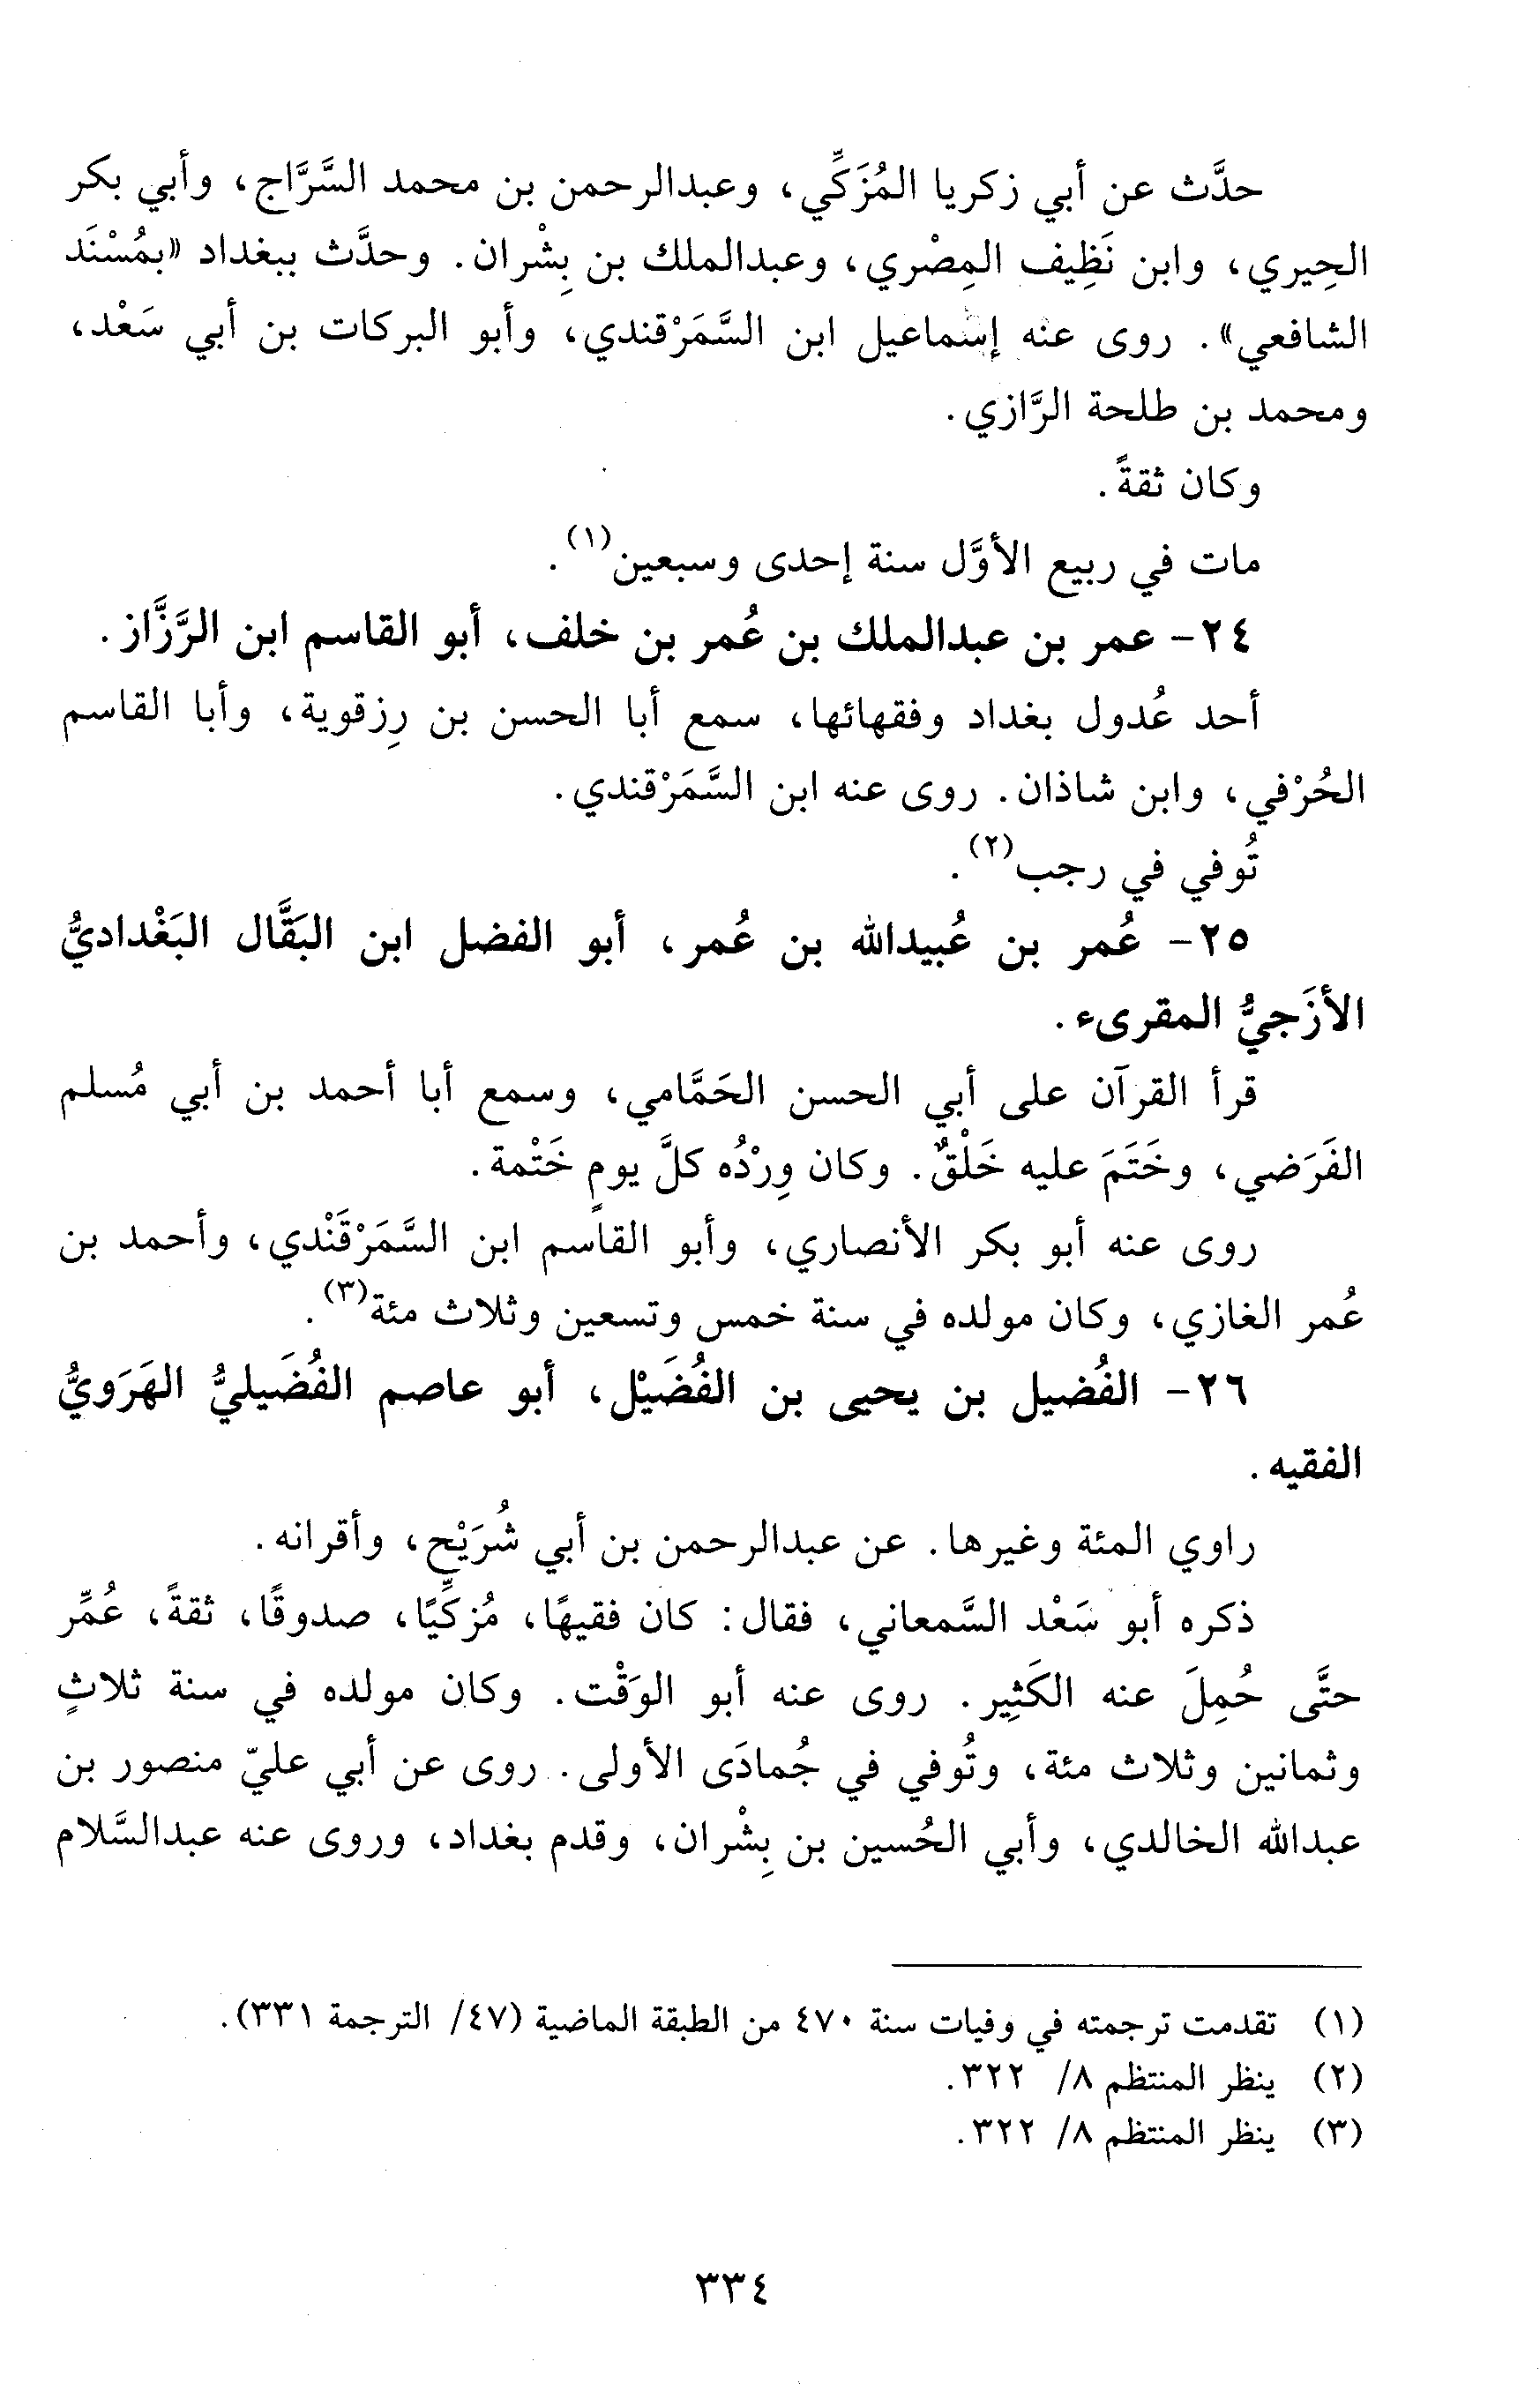 حدَّث عن أبي زكريا المُزَكِّي، وعبدالرحمن بن محمد السَّرَّاج، وأبي بكر
الحِيري، وابن نَظِيف المِصْري، وعبدالملك بن بِشْران. وحدَّث ببغداد «بمُسْنَد
الشافعي». روى عنه إسماعيل ابن السَّمَرْقندي، وأبو البركات بن أبي سَعْد،
ومحمد بن طلحة الرَّازي.
وكان ثقةً.
مات في ربيع الأوَّل سنة إحدى وسبعين(١).
٢٤- عمر بن عبدالملك بن عُمر بن خلف، أبو القاسم ابن الرَّزَّاز.
أحد عُدول بغداد وفقهائها، سمع أبا الحسن بن رِزقوية، وأبا القاسم
الحُرْفي، وابن شاذان. روى عنه ابن السَّمَرْقندي.
تُوفي في رجب(٢).
٢٥- عُمر بن عُبيدالله بن عُمر، أبو الفضل ابن البَقَّال البَغْداديُّ
الأزَجيُّ المقرىء.
قرأ القرآن على أبي الحسن الحَمَّامي، وسمع أبا أحمد بن أبي مُسلم
الفَرَضي، وخَتَمَ عليه خَلْقٌ. وكان وِرْدُه كلَّ يومٍ خَتْمة.
روى عنه أبو بكر الأنصاري، وأبو القاسم ابن السَّمَرْقَنْدي، وأحمد بن
عُمر الغازي، وكان مولده في سنة خمس وتسعين وثلاث مئة(٣).
٢٦- الفُضيل بن يحيى بن الفُضَيْل، أبو عاصم الفُضَيليُّ الهَرَويُّ
الفقيه.
راوي المئة وغيرها. عن عبدالرحمن بن أبي شُرَيْح، وأقرانه.
ذكره أبو سَعْد السَّمعاني، فقال: كان فقيهًا، مُزكِّيًا، صدوقًا، ثقةً، عُمِّر
حتَّى حُمِلَ عنه الكَثِير. روى عنه أبو الوَقْت. وكان مولده في سنة ثلاثٍ
وثمانين وثلاث مئة، وتُوفي في جُمادَى الأولى. روى عن أبي عليّ منصور بن
عبدالله الخالدي، وأبي الحُسين بن بِشْران، وقدم بغداد، وروى عنه عبدالسَّلام
(١) تقدمت ترجمته في وفيات سنة ٤٧٠ من الطبقة الماضية (٤٧/ الترجمة ٣٣١).
(٢) ينظر المنتظم ٨/ ٣٢٢.
(٣) ينظر المنتظم ٨/ ٣٢٢.
٣٣٤